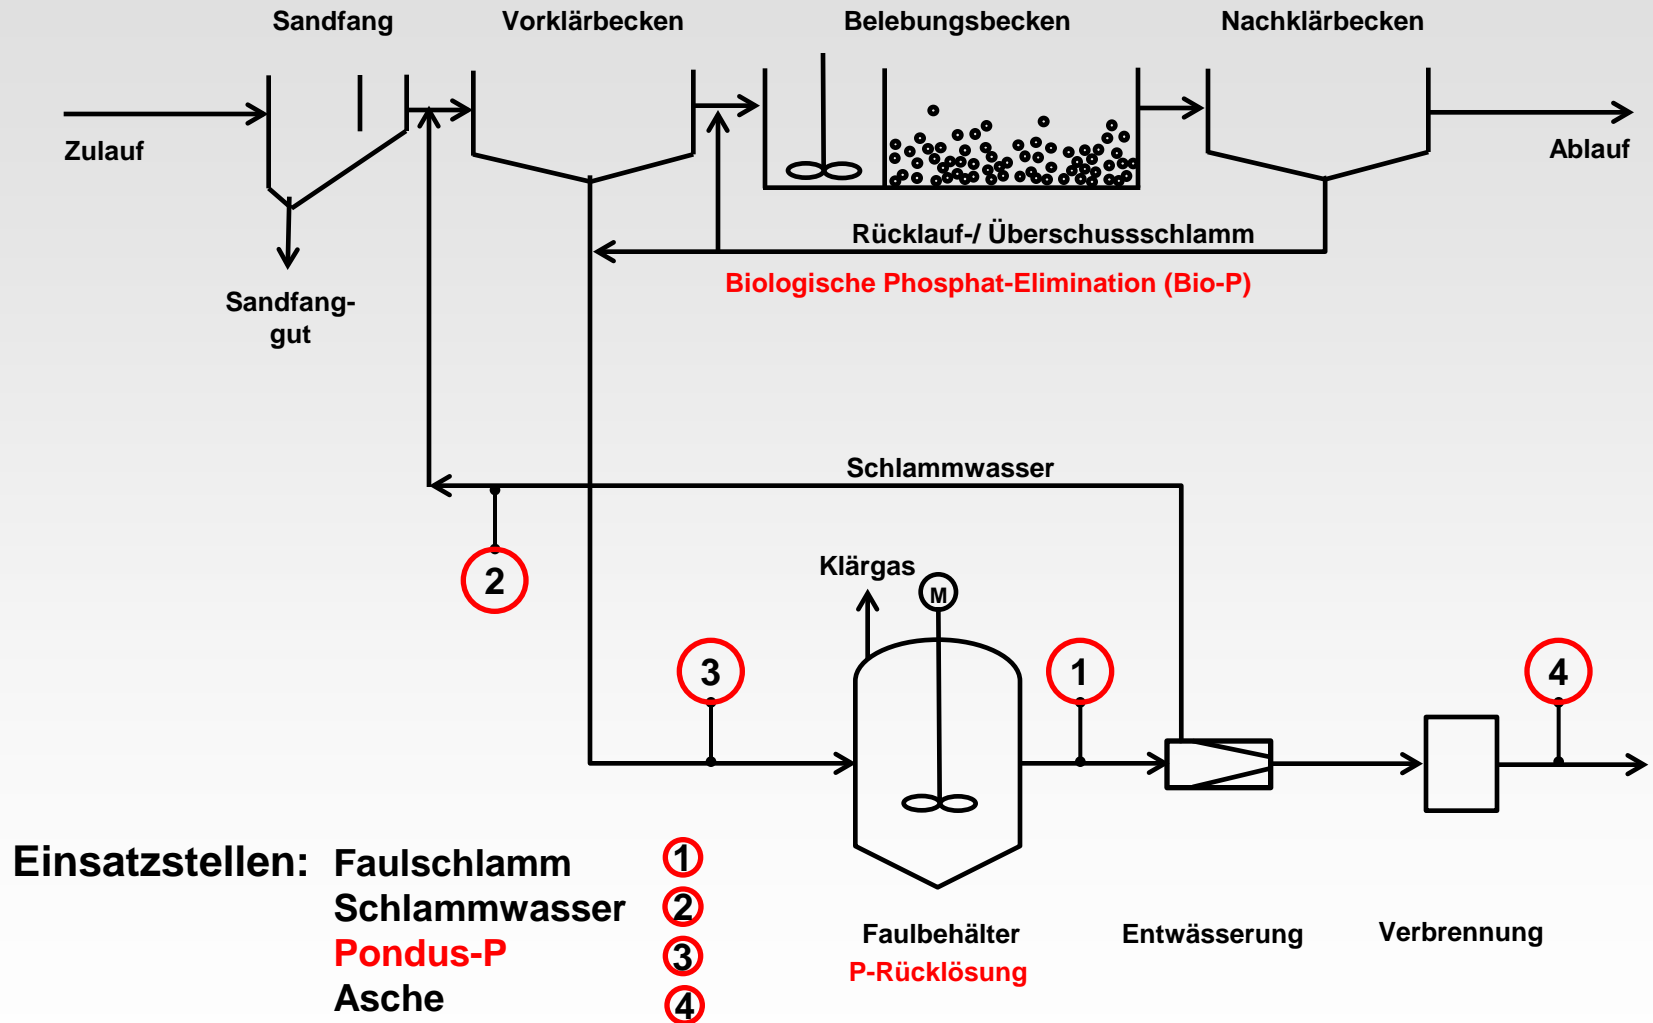 Sandfang
Vorklärbecken
Belebungsbecken
Nachklärbecken
Zulauf
Ablauf
Rücklauf-/ Überschussschlamm
Biologische Phosphat-Elimination (Bio-P)
Sandfang-
gut
Schlammwasser
2
Klärgas
M
3
1
4
Einsatzstellen: Faulschlamm 1
Schlammwasser 2
Pondus-P 3
Asche 4
Faulbehälter
P-Rücklösung
Entwässerung
Verbrennung